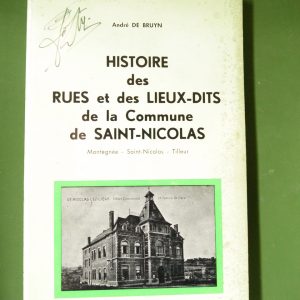 André DE BRUYN
HISTOIRE
des
RUES et des LIEUX-DITS
de la Commune
de SAINT-NICOLAS
Montegnée - Saint-Nicolas - Tilleur